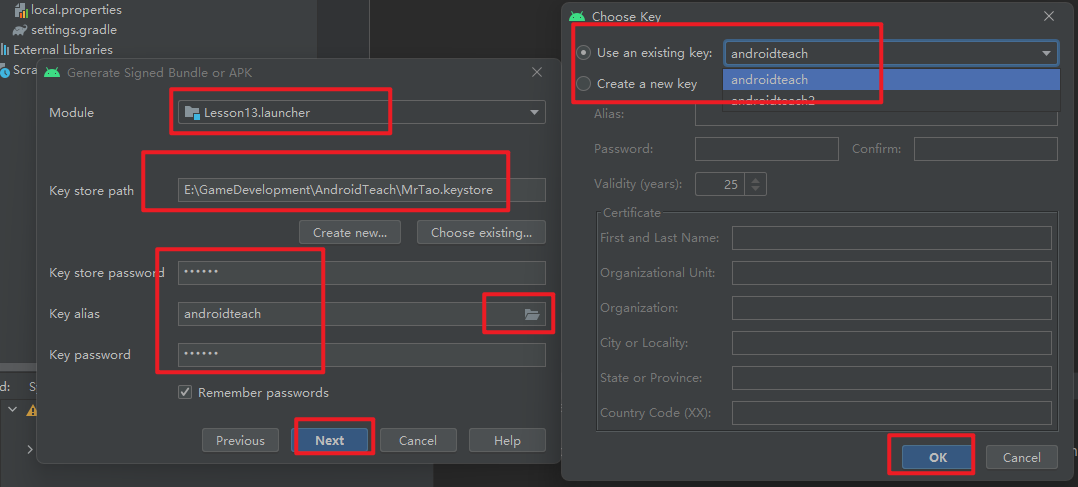 local.properties
settings.gradle
External Libraries
Scra
Generate Signed Bundle or APK
Module
Lesson13.launcher
Key store path
E:\GameDevelopment\AndroidTeach\MrTao.keystore
Create new...
Choose existing...
Key store password
••••••
Key alias
androidteach
Key password
••••••
Remember passwords
Previous
Next
Cancel
Help
d:
S
Choose Key
Use an existing key:
androidteach
androidteach
androidteach2
Create a new key
Alias:
Password:
Confirm:
Validity (years):
25
Certificate
First and Last Name:
Organizational Unit:
Organization:
City or Locality:
State or Province:
Country Code (XX):
OK
Cancel